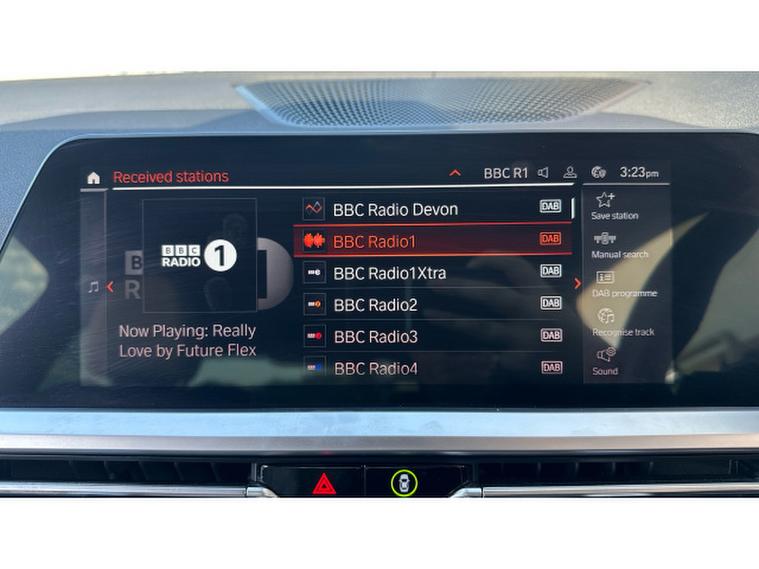 Received stations
BBC R1
3:23pm
BBC RADIO 1
Now Playing: Really
Love by Future Flex
BBC Radio Devon DAB
BBC Radio1 DAB
BBC Radio1Xtra DAB
BBC Radio2 DAB
BBC Radio3 DAB
BBC Radio4 DAB
Save station
Manual search
DAB programme
Recognise track
Sound